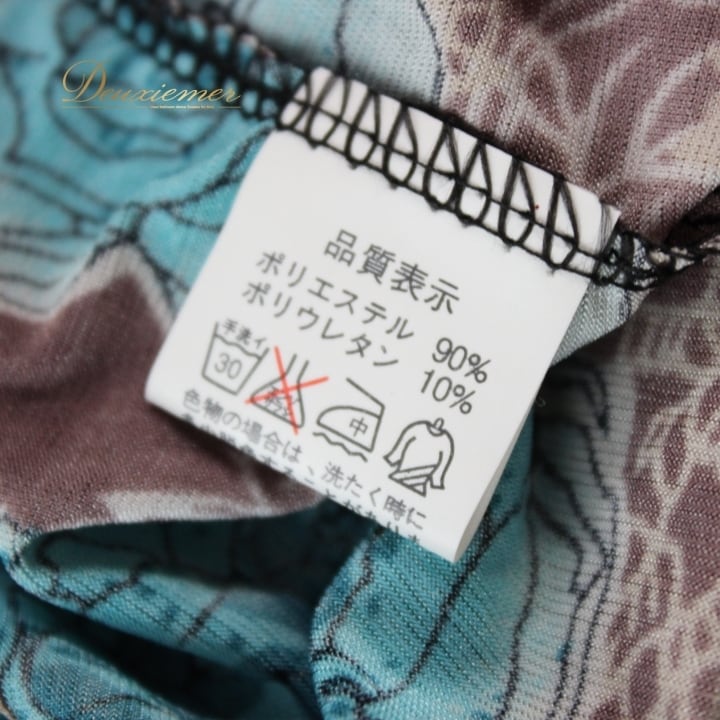 Deuxiemer
品質表示
ポリエステル 90%
ポリウレタン 10%
手洗イ
30
中
色物の場合は、洗たく時に